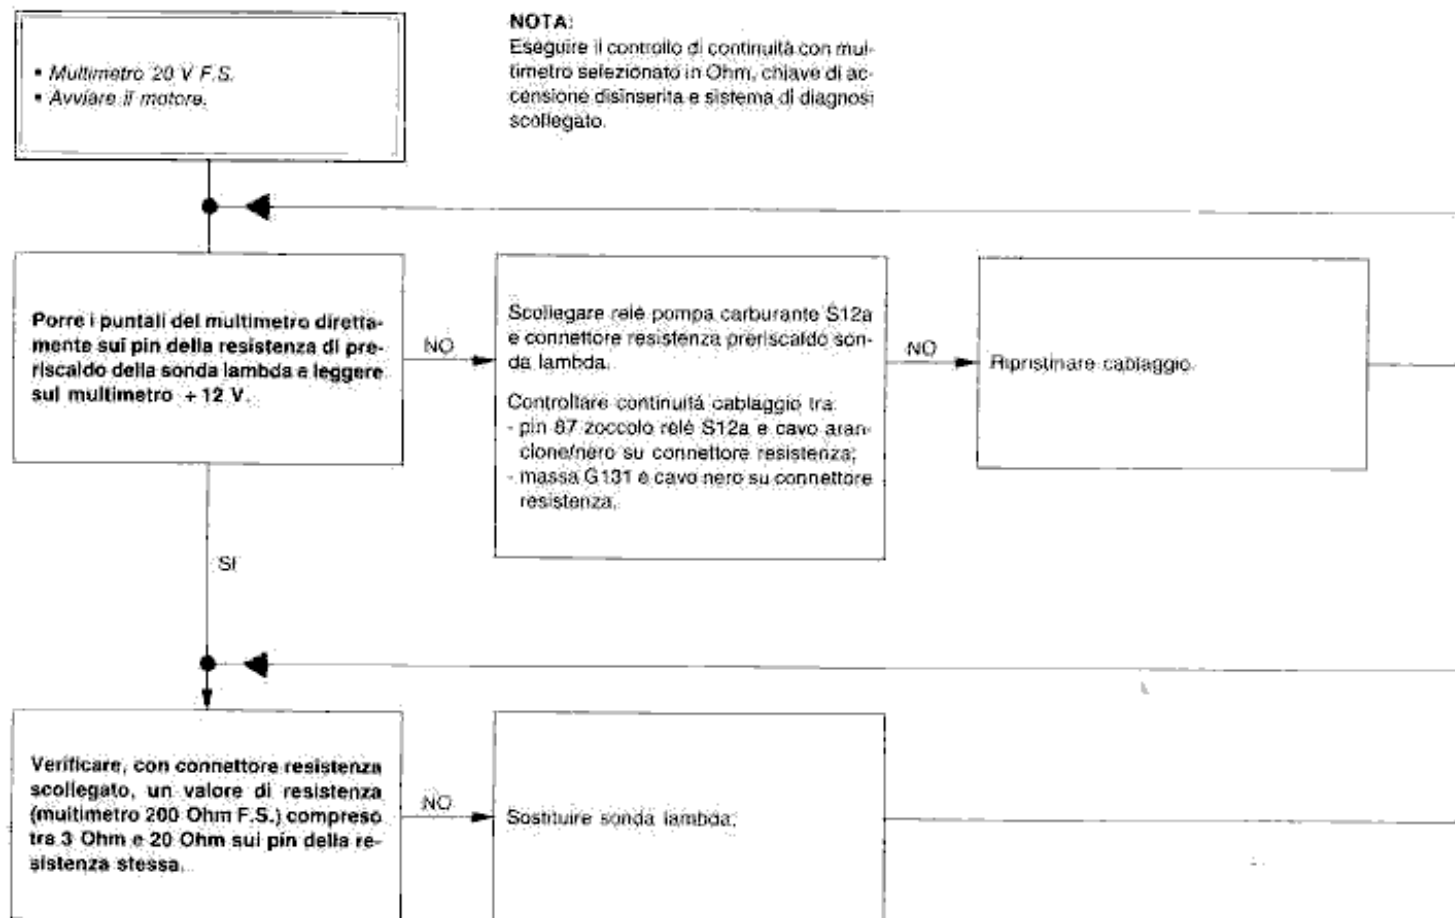 • Multimetro 20 V F.S.
• Avviare il motore.
NOTA:
Eseguire il controllo di continuità con mul-
timetro selezionato in Ohm, chiave di ac-
censione disinserita e sistema di diagnosi
scollegato.
Porre i puntali del multimetro diretta-
mente sui pin della resistenza di pre-
riscaldo della sonda lambda e leggere
sul multimetro + 12 V.
NO
Scollegare relè pompa carburante S12a
e connettore resistenza preriscaldo son-
da lambda.
Controllare continuità cablaggio tra:
- pin 87 zoccolo relè S12a e cavo aran-
cione/nero su connettore resistenza;
- massa G131 e cavo nero su connettore
resistenza.
NO
Ripristinare cablaggio.
SI
Verificare, con connettore resistenza
scollegato, un valore di resistenza
(multimetro 200 Ohm F.S.) compreso
tra 3 Ohm e 20 Ohm sui pin della re-
sistenza stessa.
NO
Sostituire sonda lambda.